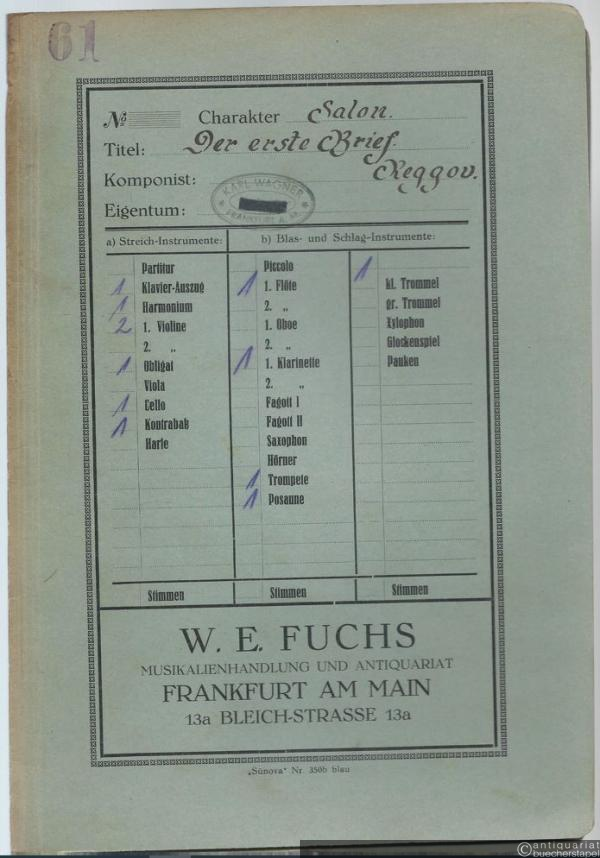 61
№ Charakter Salon.
Titel: Der erste Brief.
Komponist: Reggov.
Eigentum: KARL WAGNER FRANKFURT A. M.
a) Streich-Instrumente:
Partitur
1 Klavier-Auszug
1 Harmonium
2 1. Violine
2. „
1 Obligat
Viola
1 Cello
1 Kontrabaß
Harfe
Stimmen
b) Blas- und Schlag-Instrumente:
Piccolo
1 1. Flöte
2. „
1. Oboe
2. „
1 1. Klarinette
2. „
Fagott I
Fagott II
Saxophon
Hörner
1 Trompete
1 Posaune
Stimmen
1
kl. Trommel
gr. Trommel
Xylophon
Glockenspiel
Pauken
Stimmen
W. E. FUCHS
MUSIKALIENHANDLUNG UND ANTIQUARIAT
FRANKFURT AM MAIN
13a BLEICH-STRASSE 13a
„Sünova" Nr. 350b blau
©antiquariat
buecherstapel